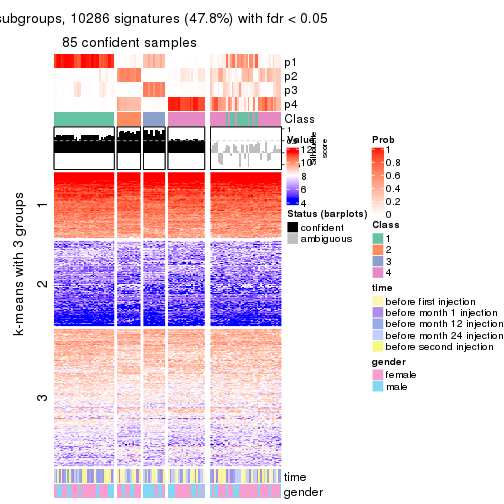 subgroups, 10286 signatures (47.8%) with fdr < 0.05
85 confident samples
p1
p2
p3
p4
Class
1
Silhouette
score
Value
12
10
8
6
4
Status (barplots)
confident
ambiguous
Prob
1
0.8
0.6
0.4
0.2
0
Class
1
2
3
4
time
before first injection
before month 1 injection
before month 12 injection
before month 24 injection
before second injection
gender
female
male
k-means with 3 groups
1
2
3
time
gender